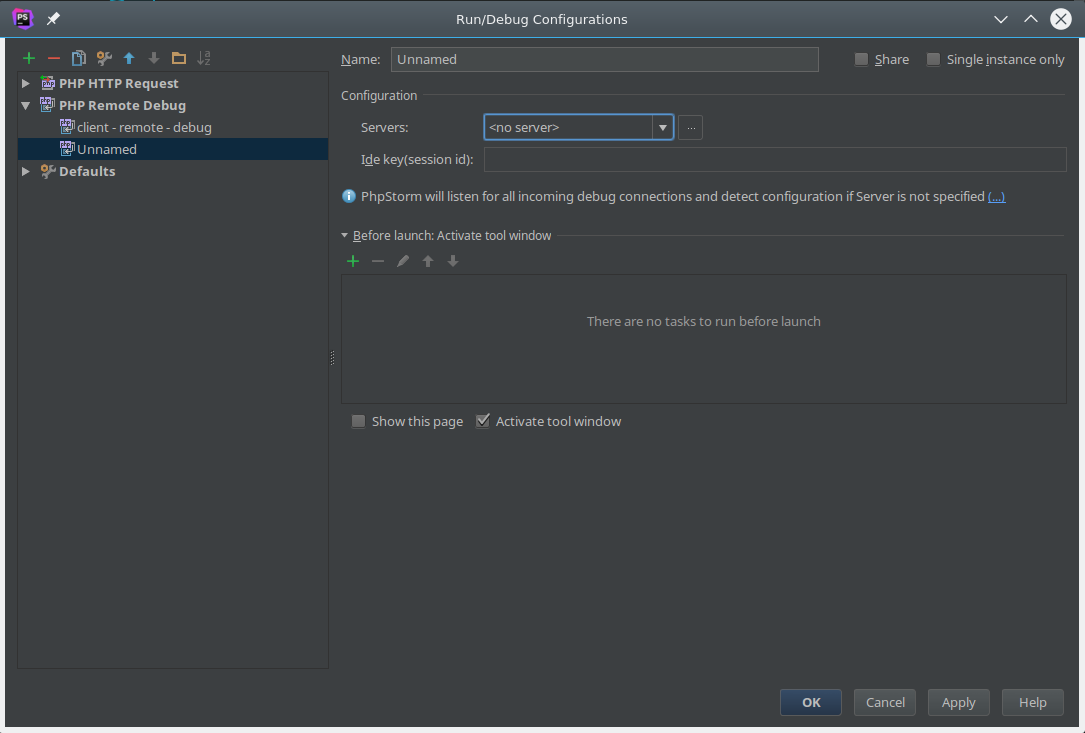 Run/Debug Configurations
PHP HTTP Request
PHP Remote Debug
client - remote - debug
Unnamed
Defaults
Name: Unnamed
Share
Single instance only
Configuration
Servers: <no server> ...
Ide key(session id):
PhpStorm will listen for all incoming debug connections and detect configuration if Server is not specified (...)
Before launch: Activate tool window
There are no tasks to run before launch
Show this page
Activate tool window
OK
Cancel
Apply
Help